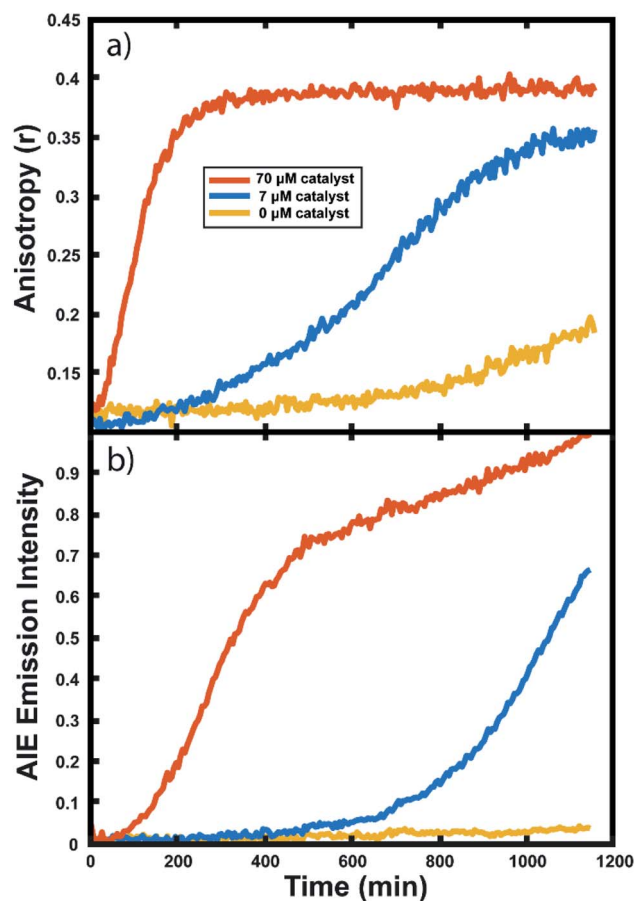 0.45
a)
0.4
0.35
0.3
0.25
0.2
0.15
Anisotropy (r)
70 µM catalyst
7 µM catalyst
0 µM catalyst
b)
0.9
0.8
0.7
0.6
0.5
0.4
0.3
0.2
0.1
0
AIE Emission Intensity
0 200 400 600 800 1000 1200
Time (min)